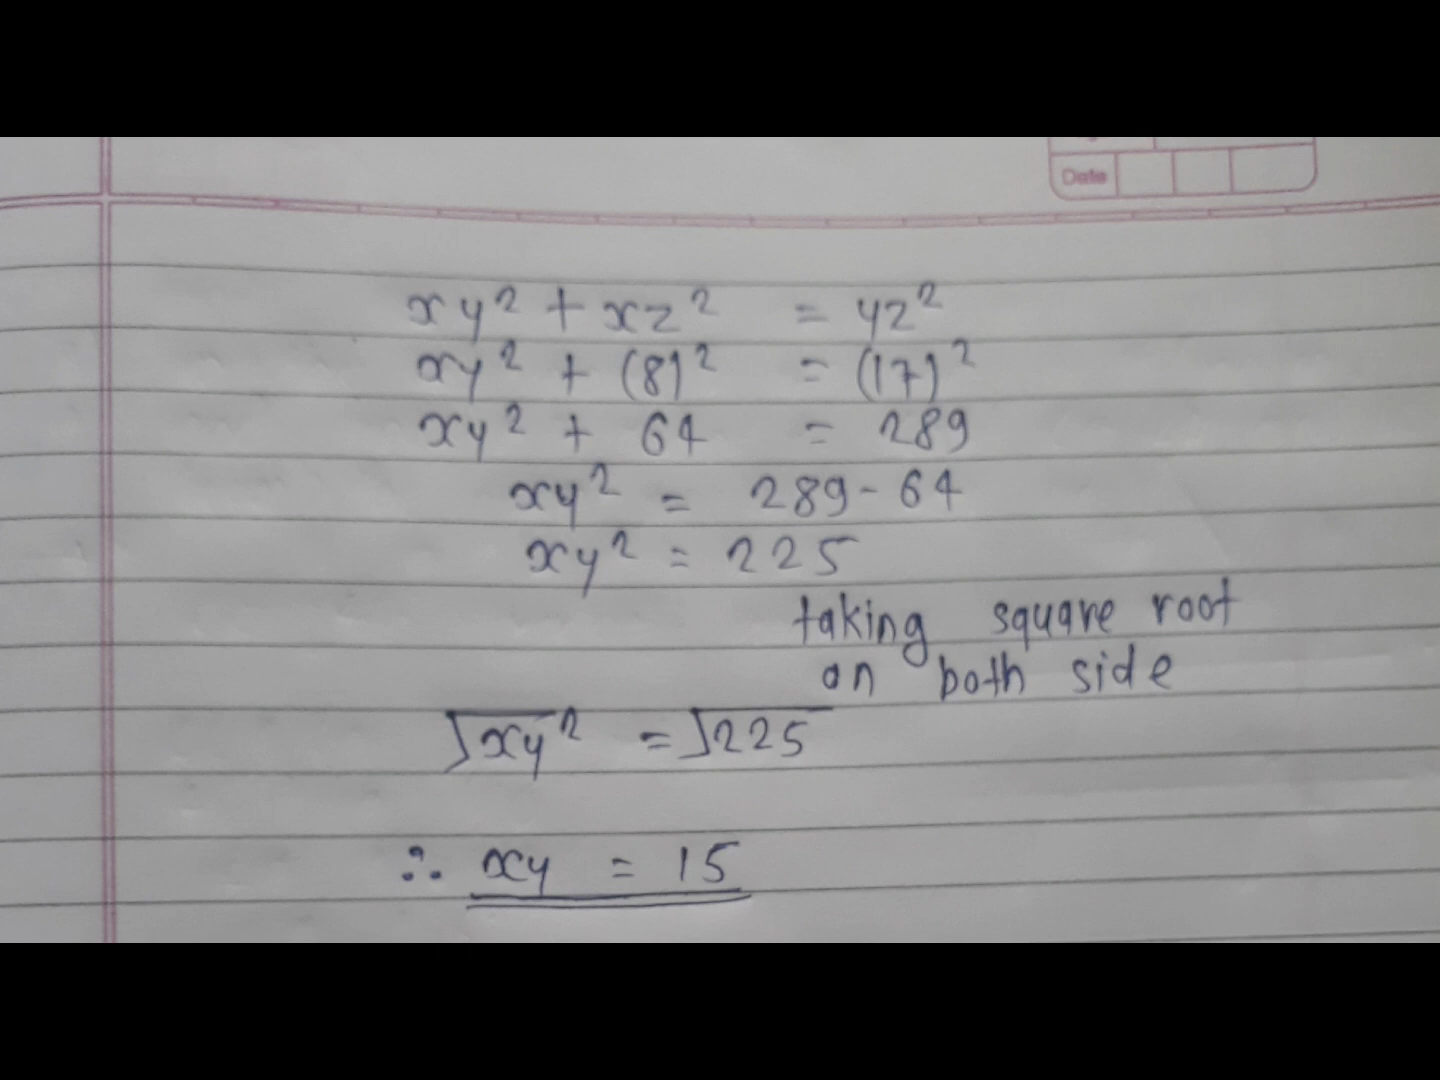 Date
xy² + xz² = yz²
xy² + (8)² = (17)²
xy² + 64 = 289
xy² = 289 - 64
xy² = 225
taking square root
on both side
√xy² = √225
∴ xy = 15